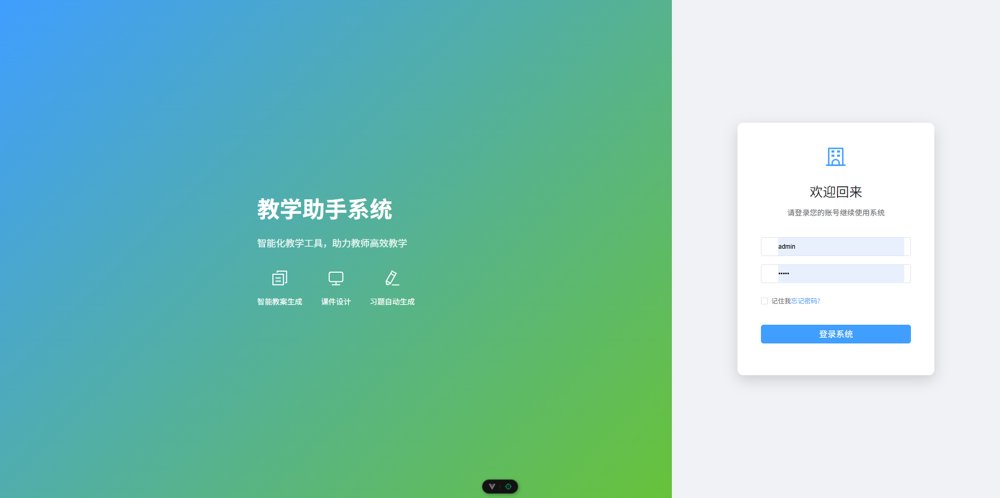 教学助手系统
智能化教学工具，助力教师高效教学
智能教案生成
课件设计
习题自动生成
欢迎回来
请登录您的账号继续使用系统
admin
•••••
记住我忘记密码?
登录系统